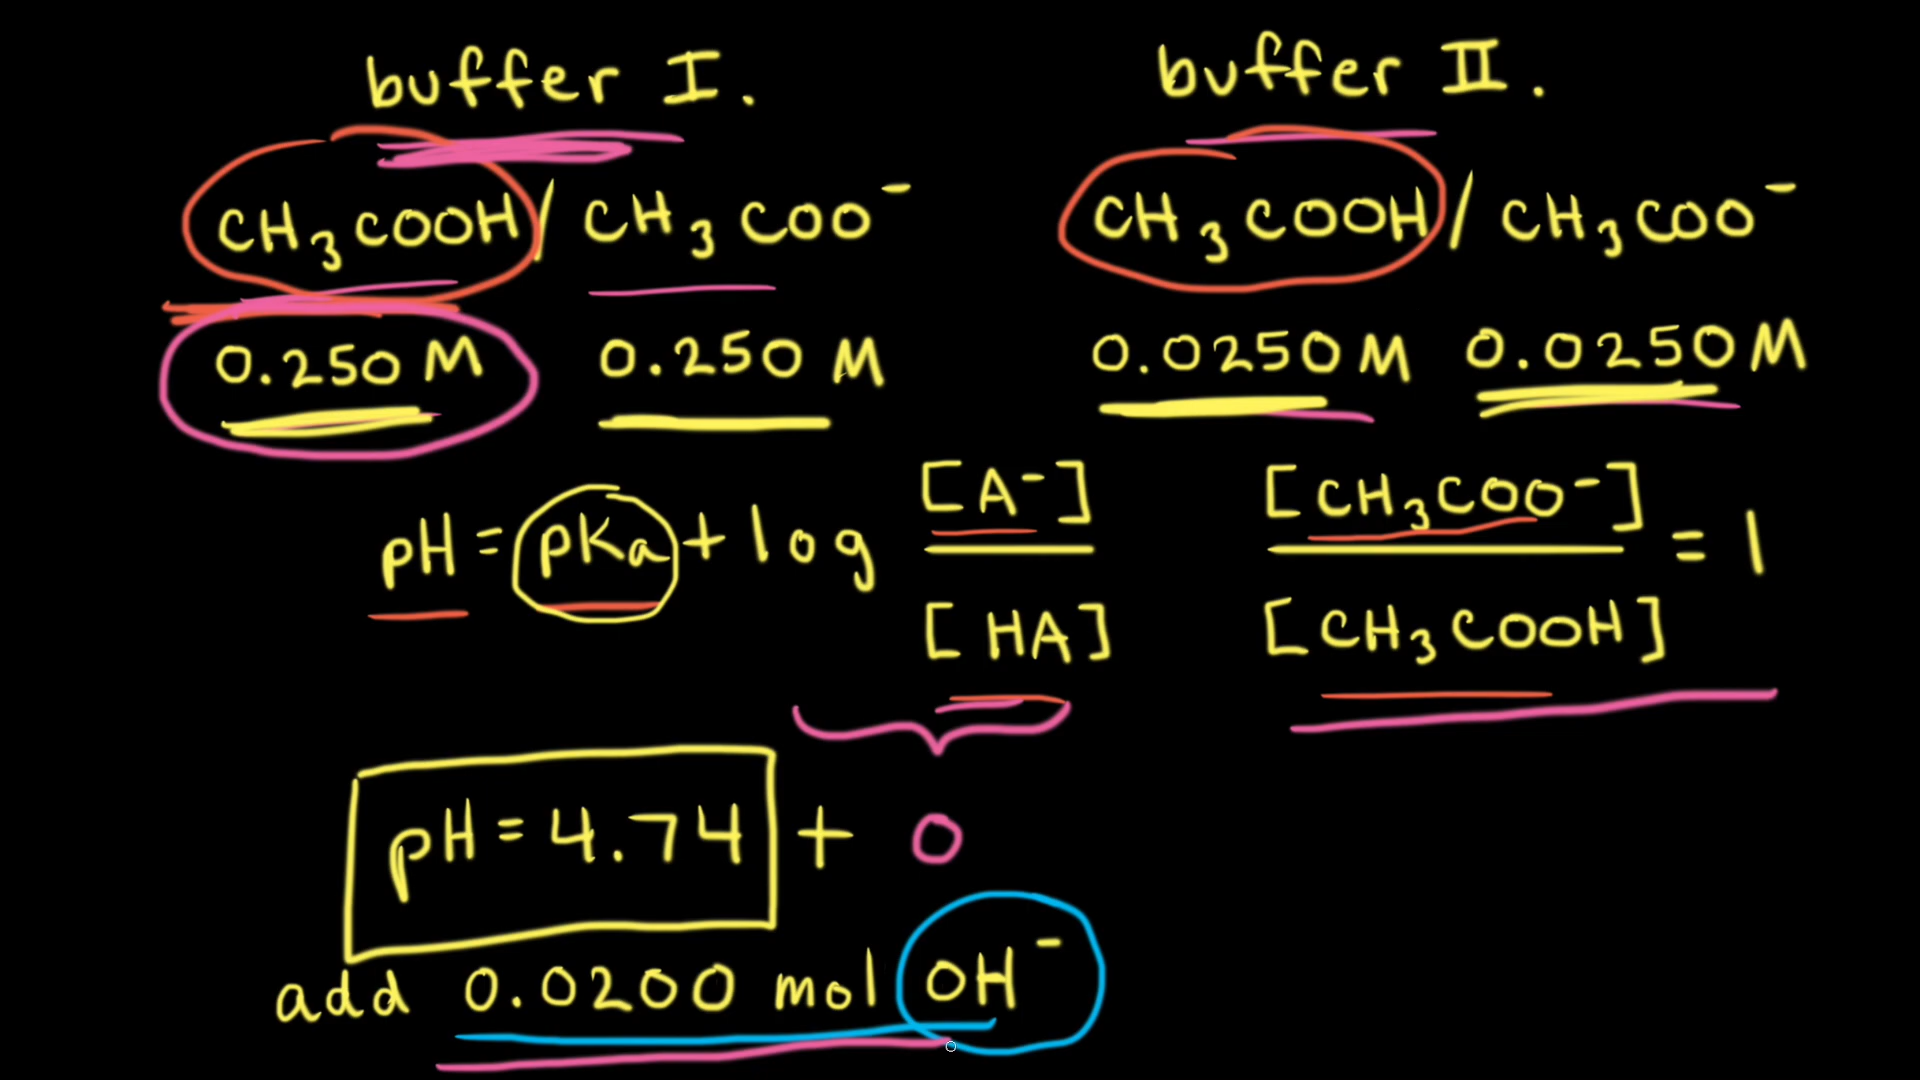 buffer I.
buffer II.
CH₃COOH / CH₃COO⁻
CH₃COOH / CH₃COO⁻
0.250 M 0.250 M
0.0250 M 0.0250 M
pH = pKa + log [A⁻] / [HA]
[CH₃COO⁻] / [CH₃COOH] = 1
pH = 4.74 + 0
add 0.0200 mol OH⁻